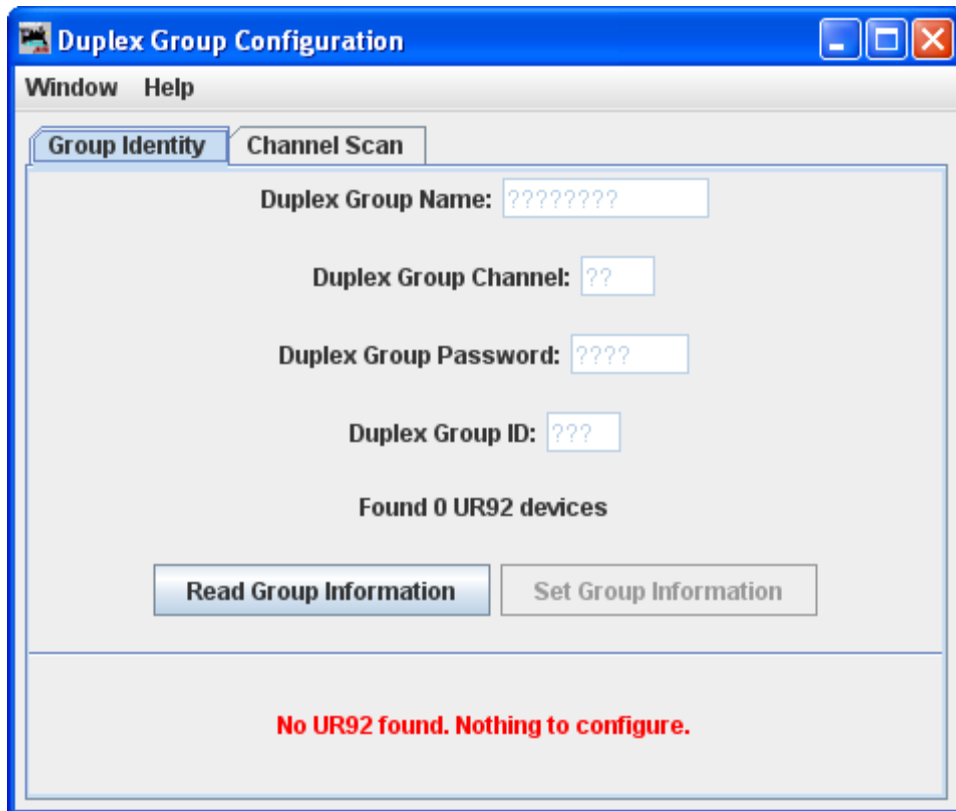 Duplex Group Configuration
Window Help
Group Identity Channel Scan
Duplex Group Name: ????????
Duplex Group Channel: ??
Duplex Group Password: ????
Duplex Group ID: ???
Found 0 UR92 devices
Read Group Information Set Group Information
No UR92 found. Nothing to configure.